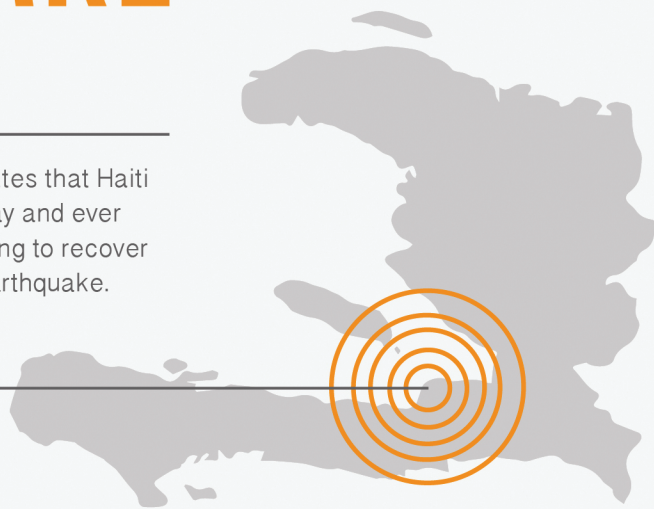 tes that Haiti
y and ever
ng to recover
rthquake.